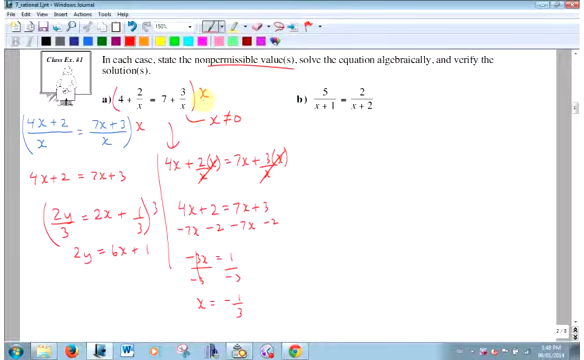 7_rational I.jnt - Windows Journal
File Edit View Insert Actions Tools Help
150%
Class Ex. #1
In each case, state the nonpermissible value(s), solve the equation algebraically, and verify the
solution(s).
a) (4 + 2/x = 7 + 3/x) x
b) 5/(x + 1) = 2/(x + 2)
x ≠ 0
(4x+2/x = 7x+3/x) x
4x + 2(x)/x = 7x + 3(x)/x
4x+2 = 7x+3
4x+2 = 7x+3
-7x -2 -7x -2
(2y/3 = 2x + 1/3) 3
2y = 6x + 1
-3x/-3 = 1/-3
x = -1/3
2 / 8
1:48 PM
06/01/2014